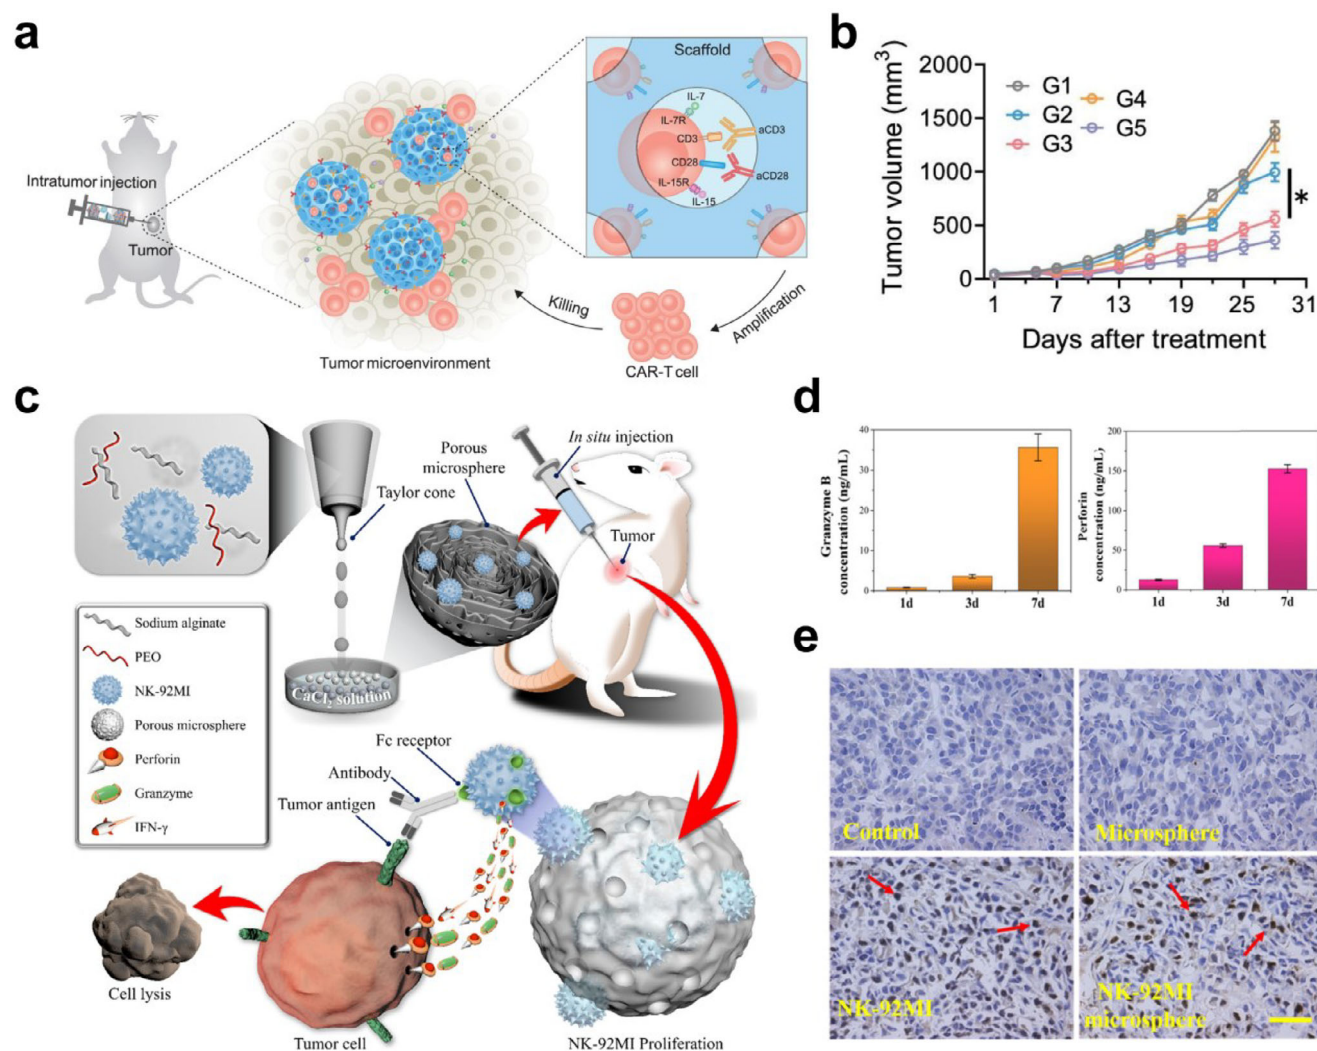 a
Intratumor injection
Tumor
Tumor microenvironment
Scaffold
IL-7
IL-7R
CD3
aCD3
CD28
aCD28
IL-15R
IL-15
Killing
Amplification
CAR-T cell
b
Tumor volume (mm³)
2000
1500
1000
500
0
G1
G2
G3
G4
G5
*
1 7 13 19 25 31
Days after treatment
c
Taylor cone
CaCl₂ solution
Porous
microsphere
In situ injection
Tumor
Sodium alginate
PEO
NK-92MI
Porous microsphere
Perforin
Granzyme
IFN-γ
Fc receptor
Antibody
Tumor antigen
Cell lysis
Tumor cell
NK-92MI Proliferation
d
Granzyme B
concentration (ng/mL)
40
30
20
10
0
1d 3d 7d
Perforin
concentration (ng/mL)
200
150
100
50
0
1d 3d 7d
e
Control
Microsphere
NK-92MI
NK-92MI
microsphere